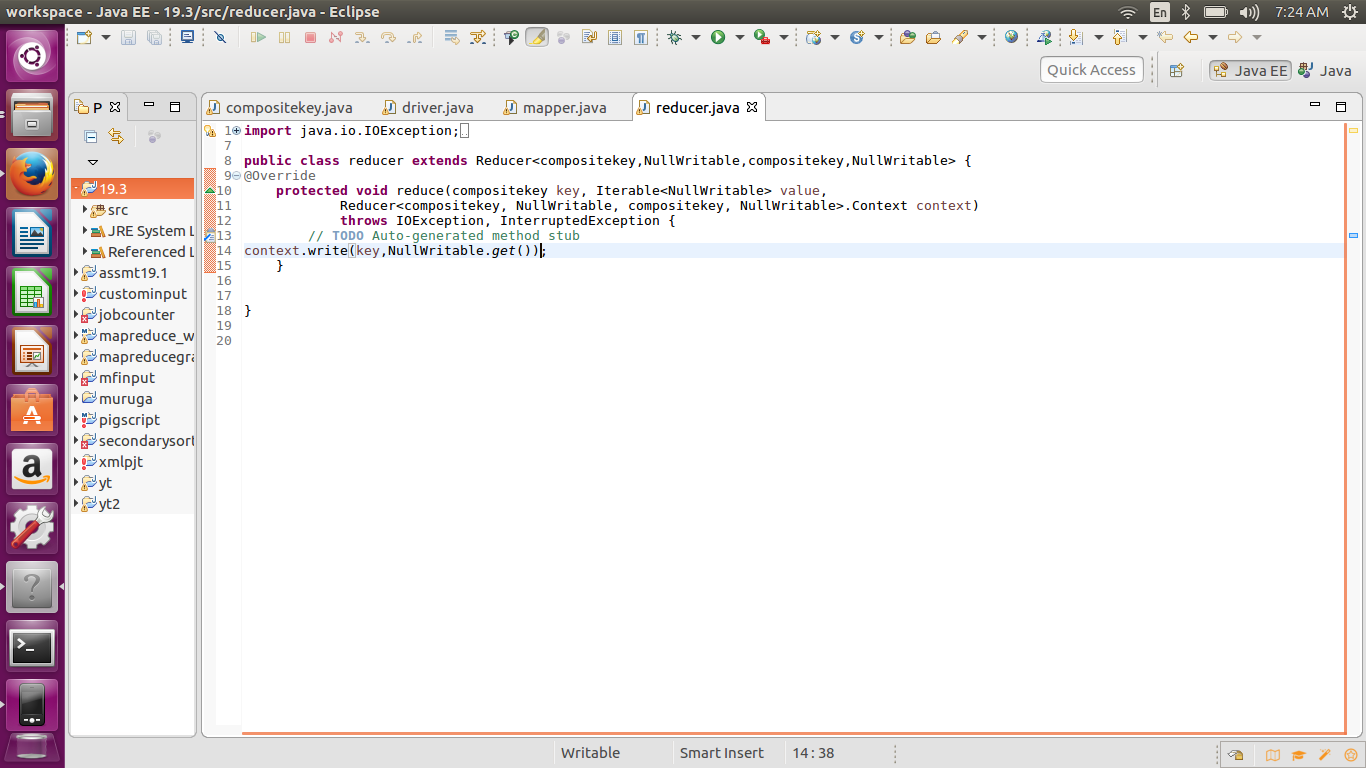 workspace - Java EE - 19.3/src/reducer.java - Eclipse
En
7:24 AM
Quick Access
Java EE
Java
P
compositekey.java
driver.java
mapper.java
reducer.java
19.3
src
JRE System L
Referenced L
assmt19.1
custominput
jobcounter
mapreduce_w
mapreducegra
mfinput
muruga
pigscript
secondarysort
xmlpjt
yt
yt2
1 import java.io.IOException;
7
8 public class reducer extends Reducer<compositekey,NullWritable,compositekey,NullWritable> {
9 @Override
10 protected void reduce(compositekey key, Iterable<NullWritable> value,
11 Reducer<compositekey, NullWritable, compositekey, NullWritable>.Context context)
12 throws IOException, InterruptedException {
13 // TODO Auto-generated method stub
14 context.write(key,NullWritable.get());
15 }
16
17
18 }
19
20
Writable
Smart Insert
14 : 38